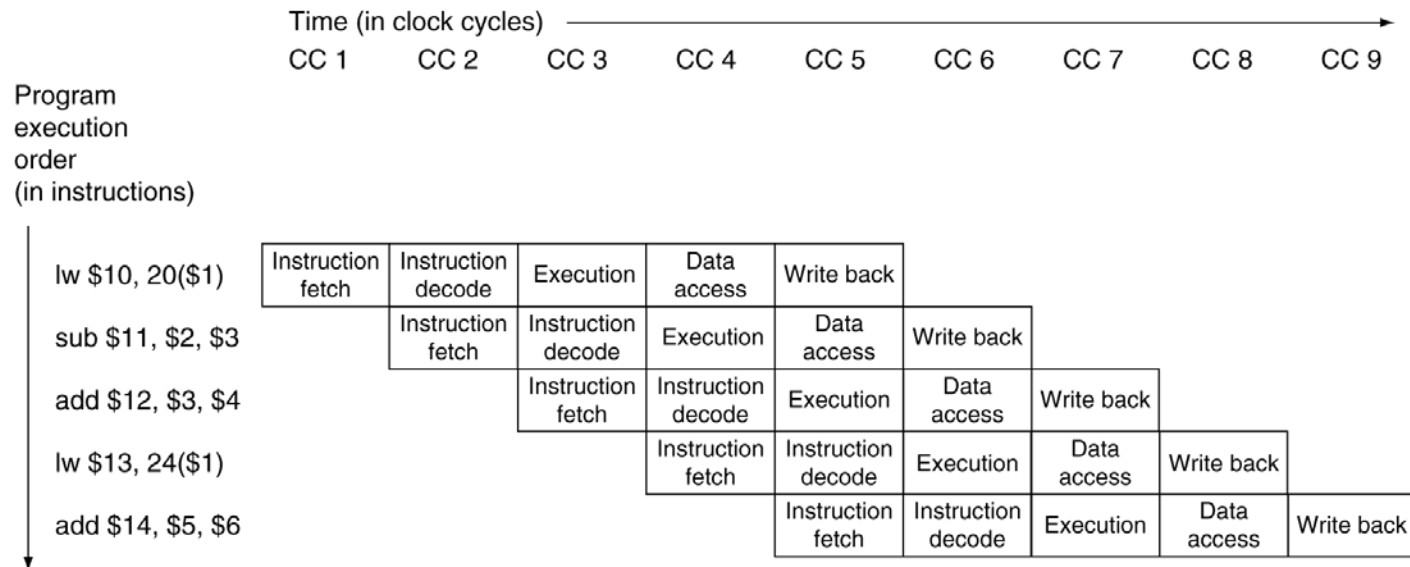 Time (in clock cycles)
CC 1 CC 2 CC 3 CC 4 CC 5 CC 6 CC 7 CC 8 CC 9
Program
execution
order
(in instructions)
lw $10, 20($1)
Instruction
fetch
Instruction
decode
Execution
Data
access
Write back
sub $11, $2, $3
Instruction
fetch
Instruction
decode
Execution
Data
access
Write back
add $12, $3, $4
Instruction
fetch
Instruction
decode
Execution
Data
access
Write back
lw $13, 24($1)
Instruction
fetch
Instruction
decode
Execution
Data
access
Write back
add $14, $5, $6
Instruction
fetch
Instruction
decode
Execution
Data
access
Write back